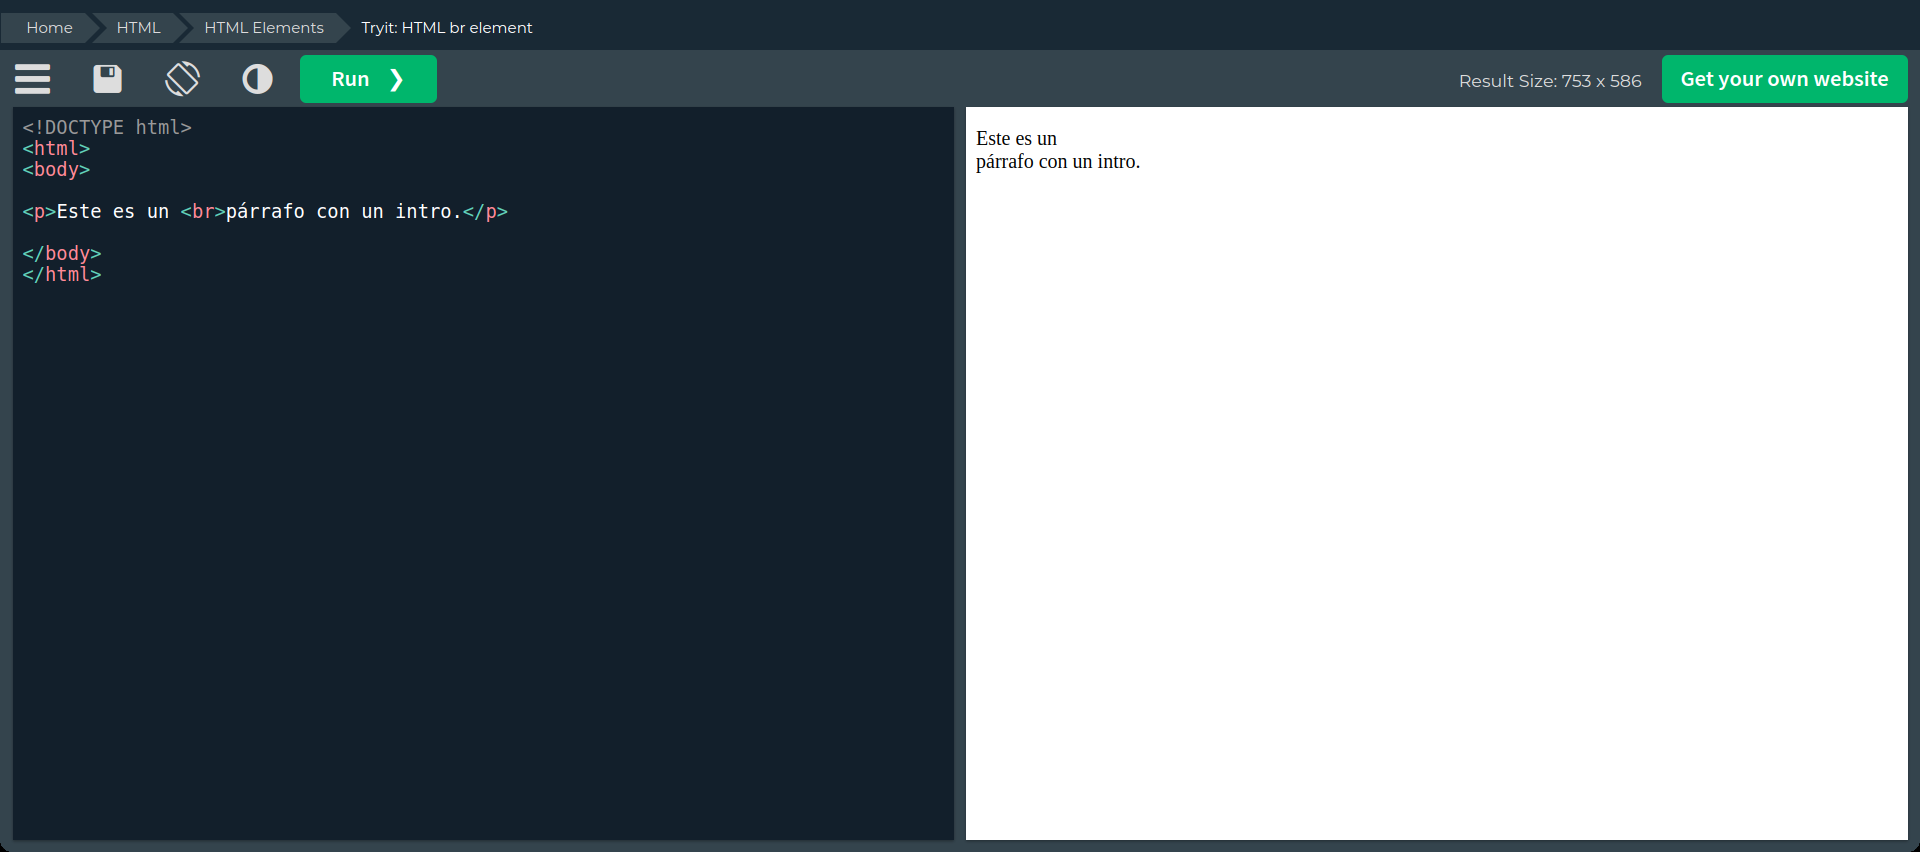 Home HTML HTML Elements Tryit: HTML br element
Run ❯ Result Size: 753 x 586 Get your own website
<!DOCTYPE html>
<html>
<body>
<p>Este es un <br>párrafo con un intro.</p>
</body>
</html>
Este es un
párrafo con un intro.